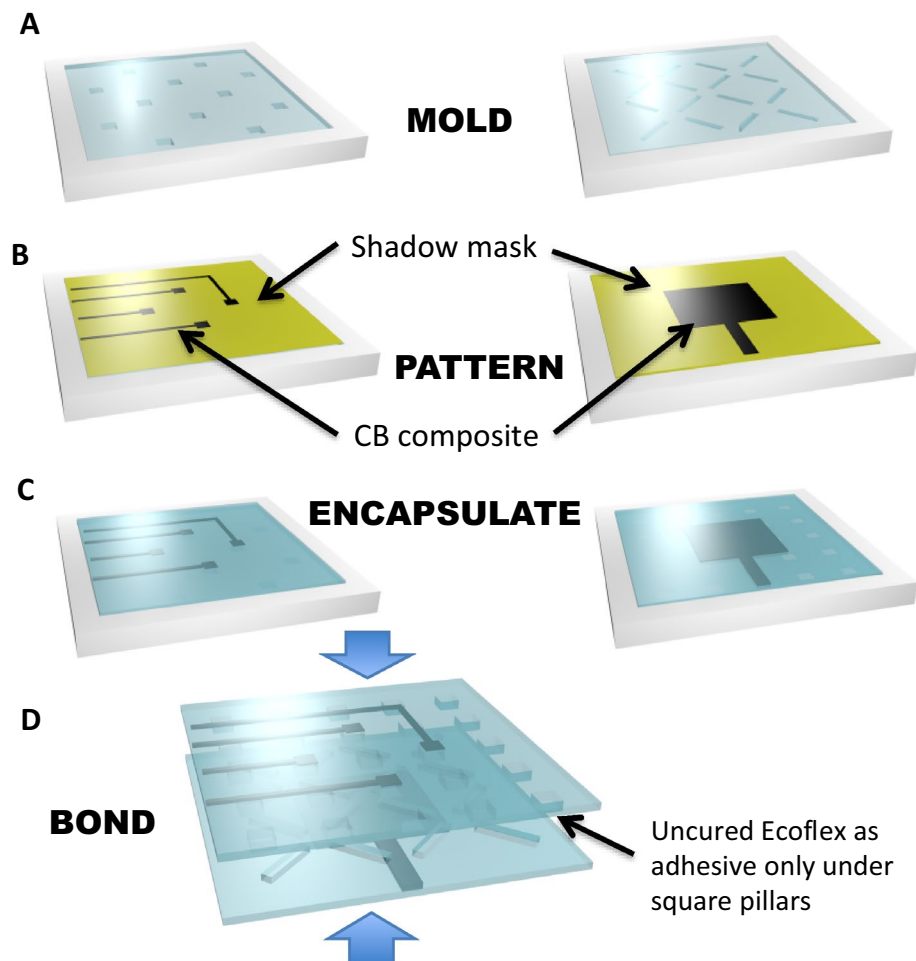 A
MOLD
B
Shadow mask
PATTERN
CB composite
C
ENCAPSULATE
D
BOND
Uncured Ecoflex as
adhesive only under
square pillars